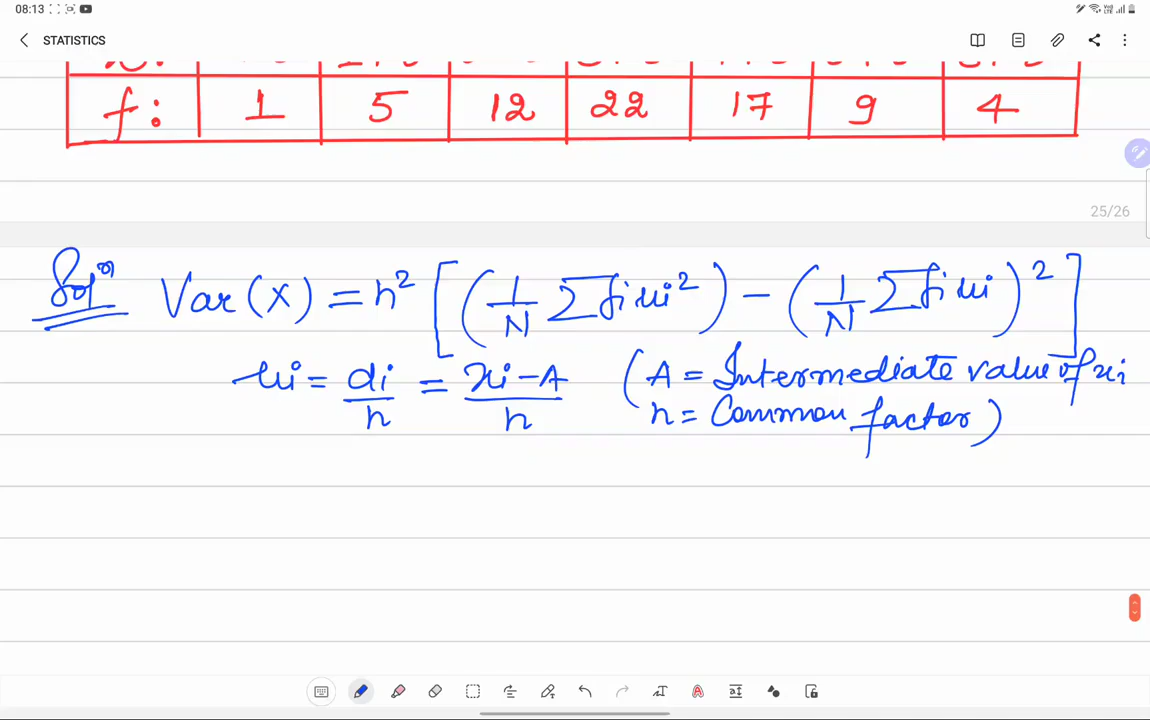 08:13
STATISTICS
f: 1 5 12 22 17 9 4
25/26
Solⁿ Var(X) = h² [(1/N Σfiui²) − (1/N Σfiui)²]
ui = di/h = xi−A/h (A = Intermediate value of xi
h = Common factor)